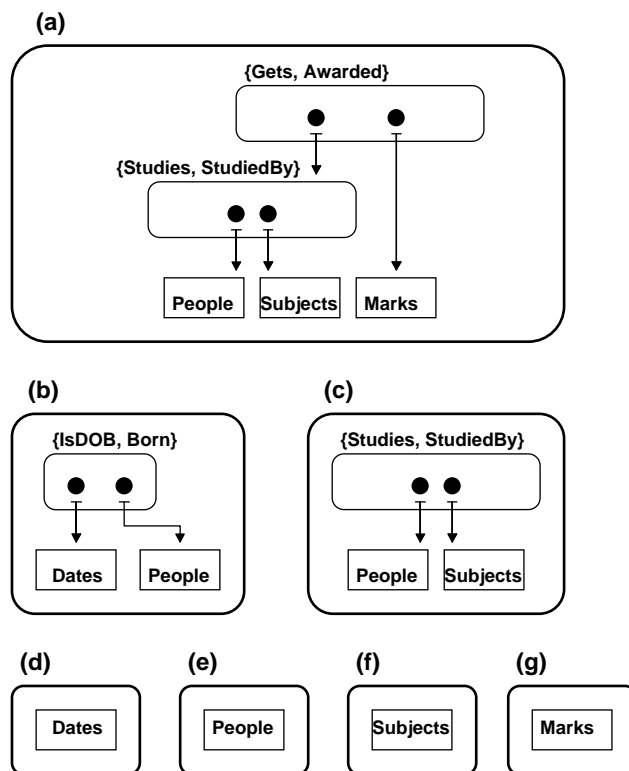 (a)
{Gets, Awarded}
{Studies, StudiedBy}
People Subjects Marks
(b) (c)
{IsDOB, Born} {Studies, StudiedBy}
Dates People People Subjects
(d) (e) (f) (g)
Dates People Subjects Marks